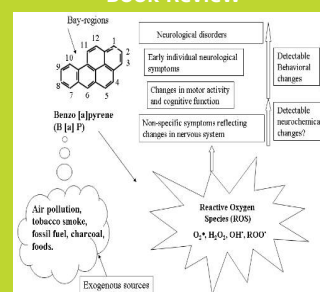 BOOK REVIEW
Bay-regions
12
11
1
2
10
3
9
8
4
7
6
5
Benzo [a]pyrene
(B [a] P)
Air pollution,
tobacco smoke,
fossil fuel, charcoal,
foods.
Exogenous sources
Neurological disorders
Early individual neurological
symptoms
Changes in motor activity
and cognitive function
Non-specific symptoms reflecting
changes in nervous system
Detectable
Behavioral
changes
Detectable
neurochemical
changes?
Reactive Oxygen
Species (ROS)
O₂•, H₂O₂, OH•, ROO•